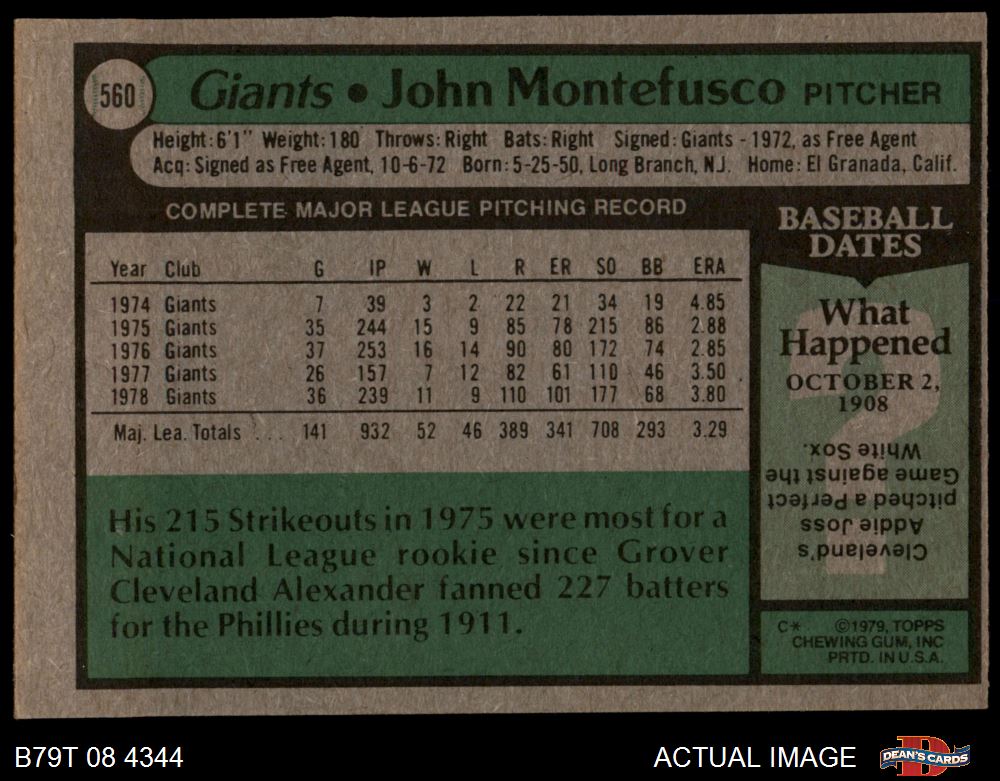 560
Giants • John Montefusco PITCHER
Height: 6'1" Weight: 180 Throws: Right Bats: Right Signed: Giants - 1972, as Free Agent
Acq: Signed as Free Agent, 10-6-72 Born: 5-25-50, Long Branch, N.J. Home: El Granada, Calif.
COMPLETE MAJOR LEAGUE PITCHING RECORD
Year Club G IP W L R ER SO BB ERA
1974 Giants 7 39 3 2 22 21 34 19 4.85
1975 Giants 35 244 15 9 85 78 215 86 2.88
1976 Giants 37 253 16 14 90 80 172 74 2.85
1977 Giants 26 157 7 12 82 61 110 46 3.50
1978 Giants 36 239 11 9 110 101 177 68 3.80
Maj. Lea. Totals . . . 141 932 52 46 389 341 708 293 3.29
His 215 Strikeouts in 1975 were most for a
National League rookie since Grover
Cleveland Alexander fanned 227 batters
for the Phillies during 1911.
BASEBALL
DATES
What
Happened
OCTOBER 2,
1908
?
Cleveland's
Addie Joss
pitched a Perfect
Game against the
White Sox.
C* ©1979, TOPPS
CHEWING GUM, INC
PRTD. IN U.S.A.
B79T 08 4344
ACTUAL IMAGE
D
DEAN'S CARDS